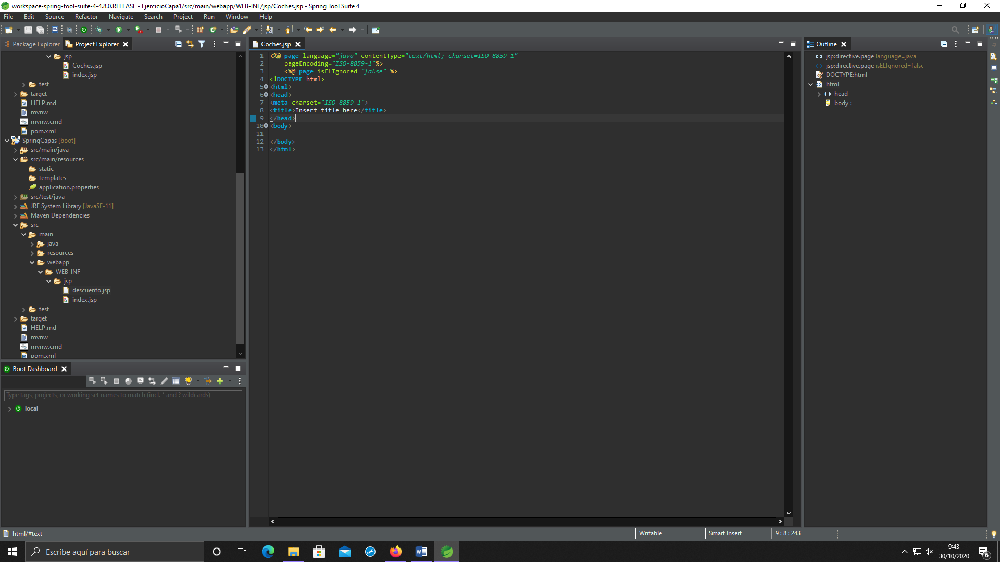 workspace-spring-tool-suite-4-4.8.0.RELEASE - EjercicioCapa1/src/main/webapp/WEB-INF/jsp/Coches.jsp - Spring Tool Suite 4
File Edit Source Refactor Navigate Search Project Run Window Help
Package Explorer Project Explorer
jsp
Coches.jsp
index.jsp
test
target
HELP.md
mvnw
mvnw.cmd
pom.xml
SpringCapas [boot]
src/main/java
src/main/resources
static
templates
application.properties
src/test/java
JRE System Library [JavaSE-11]
Maven Dependencies
src
main
java
resources
webapp
WEB-INF
jsp
descuento.jsp
index.jsp
test
target
HELP.md
mvnw
mvnw.cmd
pom.xml
Boot Dashboard
Type tags, projects, or working set names to match (incl. * and ? wildcards)
local
Coches.jsp
1 <%@ page language="java" contentType="text/html; charset=ISO-8859-1"
2 pageEncoding="ISO-8859-1"%>
3 <%@ page isELIgnored="false" %>
4 <!DOCTYPE html>
5 <html>
6 <head>
7 <meta charset="ISO-8859-1">
8 <title>Insert title here</title>
9 </head>
10 <body>
11
12 </body>
13 </html>
Outline
jsp:directive.page language=java
jsp:directive.page isELIgnored=false
DOCTYPE:html
html
head
body :
html/#text
Writable
Smart Insert
9 : 8 : 243
Escribe aquí para buscar
9:43
30/10/2020
6